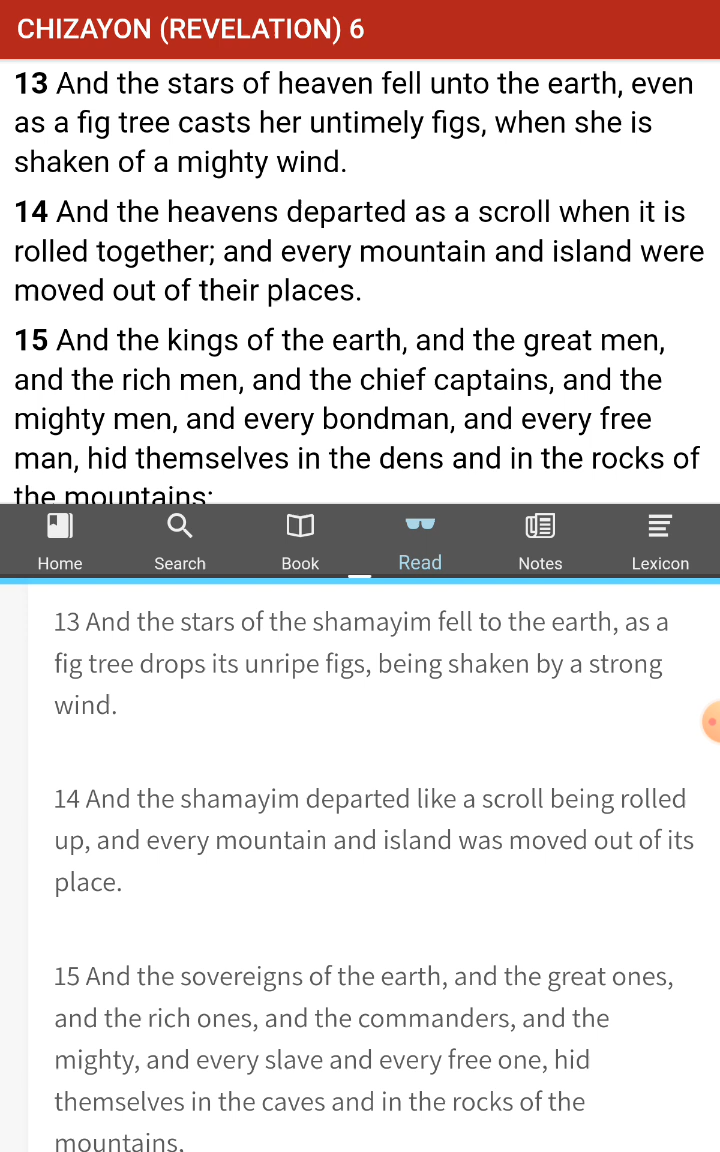 CHIZAYON (REVELATION) 6
13 And the stars of heaven fell unto the earth, even
as a fig tree casts her untimely figs, when she is
shaken of a mighty wind.
14 And the heavens departed as a scroll when it is
rolled together; and every mountain and island were
moved out of their places.
15 And the kings of the earth, and the great men,
and the rich men, and the chief captains, and the
mighty men, and every bondman, and every free
man, hid themselves in the dens and in the rocks of
the mountains;
Home Search Book Read Notes Lexicon
13 And the stars of the shamayim fell to the earth, as a
fig tree drops its unripe figs, being shaken by a strong
wind.
14 And the shamayim departed like a scroll being rolled
up, and every mountain and island was moved out of its
place.
15 And the sovereigns of the earth, and the great ones,
and the rich ones, and the commanders, and the
mighty, and every slave and every free one, hid
themselves in the caves and in the rocks of the
mountains,